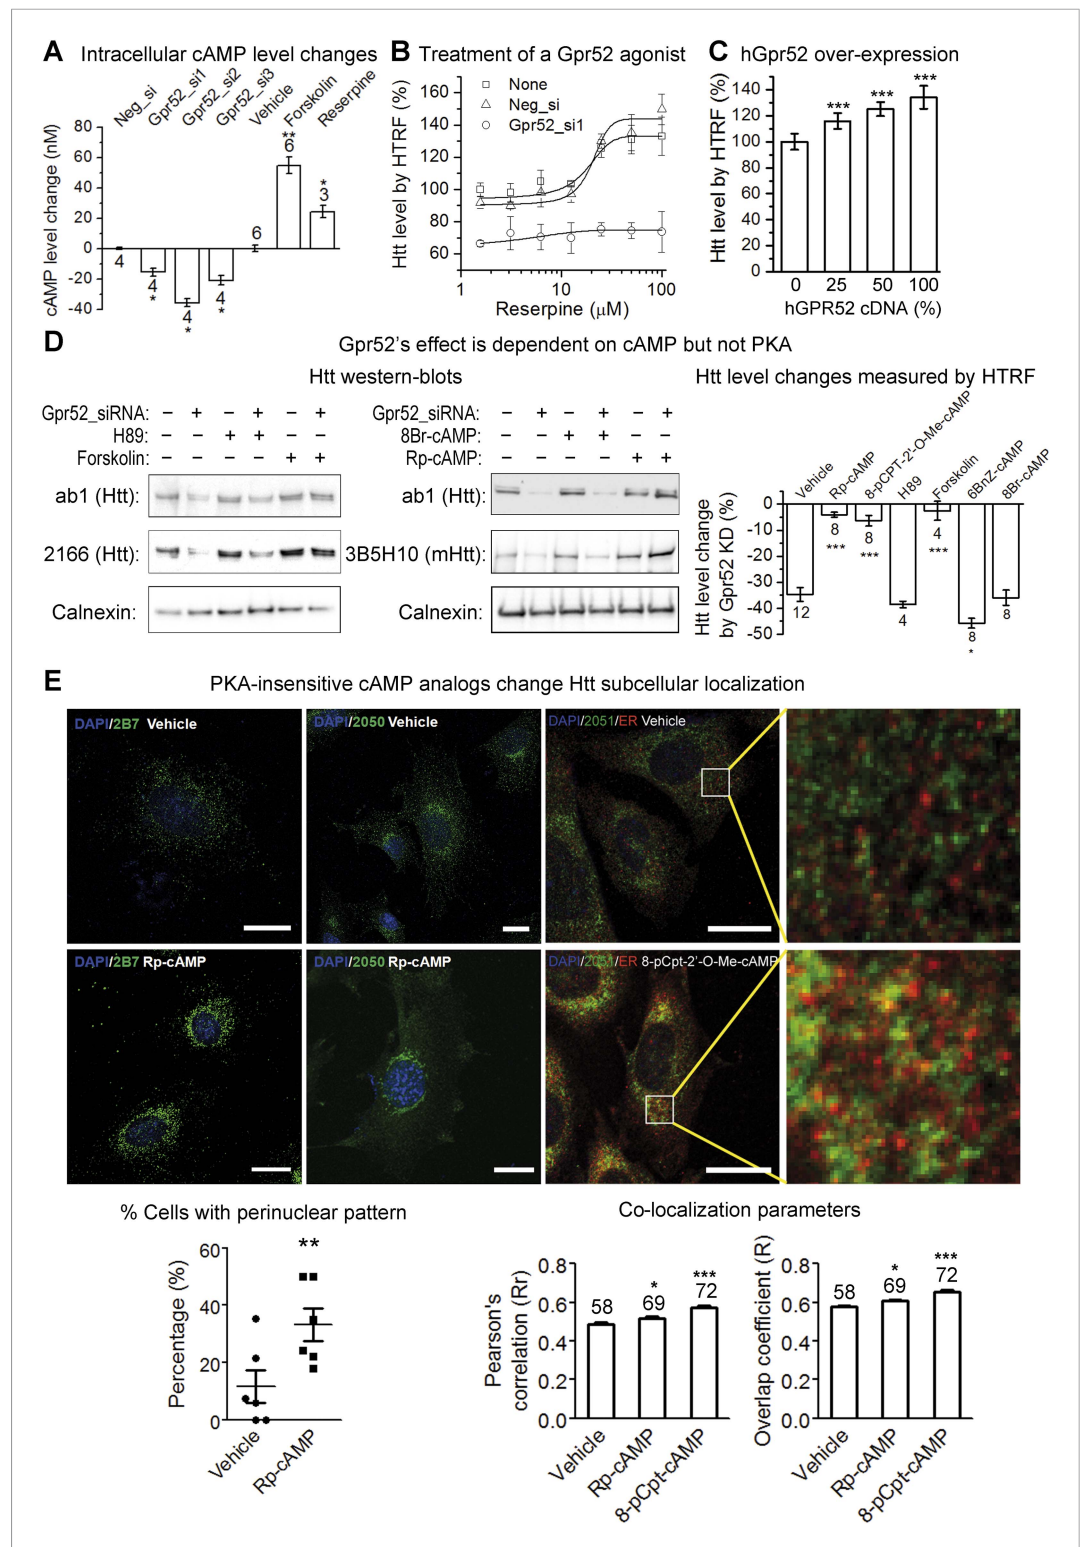 A Intracellular cAMP level changes
Neg_si Gpr52_si1 Gpr52_si2 Gpr52_si3 Vehicle Forskolin Reserpine
cAMP level change (nM)
80
60
40
20
0
-20
-40
4 4 4 4 6 6 3
* * * ** *
B Treatment of a Gpr52 agonist
Htt level by HTRF (%)
None
Neg_si
Gpr52_si1
160
140
120
100
80
60
1 10 100
Reserpine (μM)
C hGpr52 over-expression
Htt level by HTRF (%)
140
120
100
80
60
40
20
0
*** *** ***
0 25 50 100
hGPR52 cDNA (%)
D Gpr52's effect is dependent on cAMP but not PKA
Htt western-blots
Gpr52_siRNA: − + − + − +
H89: − − + + − −
Forskolin: − − − − + +
ab1 (Htt):
2166 (Htt):
Calnexin:
Gpr52_siRNA: − + − + − +
8Br-cAMP: − − + + − −
Rp-cAMP: − − − − + +
ab1 (Htt):
3B5H10 (mHtt):
Calnexin:
Htt level changes measured by HTRF
Vehicle Rp-cAMP 8-pCPT-2'-O-Me-cAMP H89 Forskolin 6BnZ-cAMP 8Br-cAMP
Htt level change
by Gpr52 KD (%)
0
-10
-20
-30
-40
-50
12 8 8 4 4 8 8
*** *** *** *
E PKA-insensitive cAMP analogs change Htt subcellular localization
DAPI/2B7 Vehicle
DAPI/2050 Vehicle
DAPI/2051/ER Vehicle
DAPI/2B7 Rp-cAMP
DAPI/2050 Rp-cAMP
DAPI/2051/ER 8-pCpt-2'-O-Me-cAMP
% Cells with perinuclear pattern
Percentage (%)
60
40
20
0
**
Vehicle Rp-cAMP
Co-localization parameters
Pearson's
correlation (Rr)
0.8
0.6
0.4
0.2
0.0
* ***
58 69 72
Vehicle Rp-cAMP 8-pCpt-cAMP
Overlap coefficient (R)
0.8
0.6
0.4
0.2
0.0
* ***
58 69 72
Vehicle Rp-cAMP 8-pCpt-cAMP